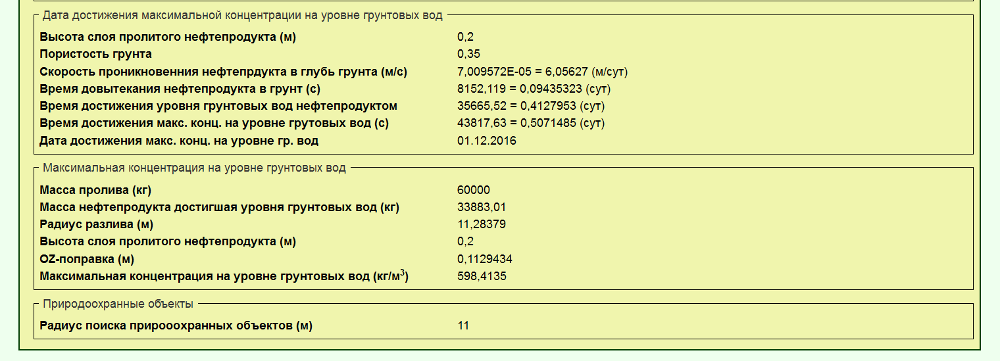 Дата достижения максимальной концентрации на уровне грунтовых вод
Высота слоя пролитого нефтепродукта (м) 0,2
Пористость грунта 0,35
Скорость проникновенния нефтепрдукта в глубь грунта (м/с) 7,009572E-05 = 6,05627 (м/сут)
Время довытекания нефтепродукта в грунт (с) 8152,119 = 0,09435323 (сут)
Время достижения уровня грунтовых вод нефтепродуктом 35665,52 = 0,4127953 (сут)
Время достижения макс. конц. на уровне грутовых вод (с) 43817,63 = 0,5071485 (сут)
Дата достижения макс. конц. на уровне гр. вод 01.12.2016
Максимальная концентрация на уровне грунтовых вод
Масса пролива (кг) 60000
Масса нефтепродукта достигшая уровня грунтовых вод (кг) 33883,01
Радиус разлива (м) 11,28379
Высота слоя пролитого нефтепродукта (м) 0,2
OZ-поправка (м) 0,1129434
Максимальная концентрация на уровне грунтовых вод (кг/м³) 598,4135
Природоохранные объекты
Радиус поиска прирооохранных объектов (м) 11